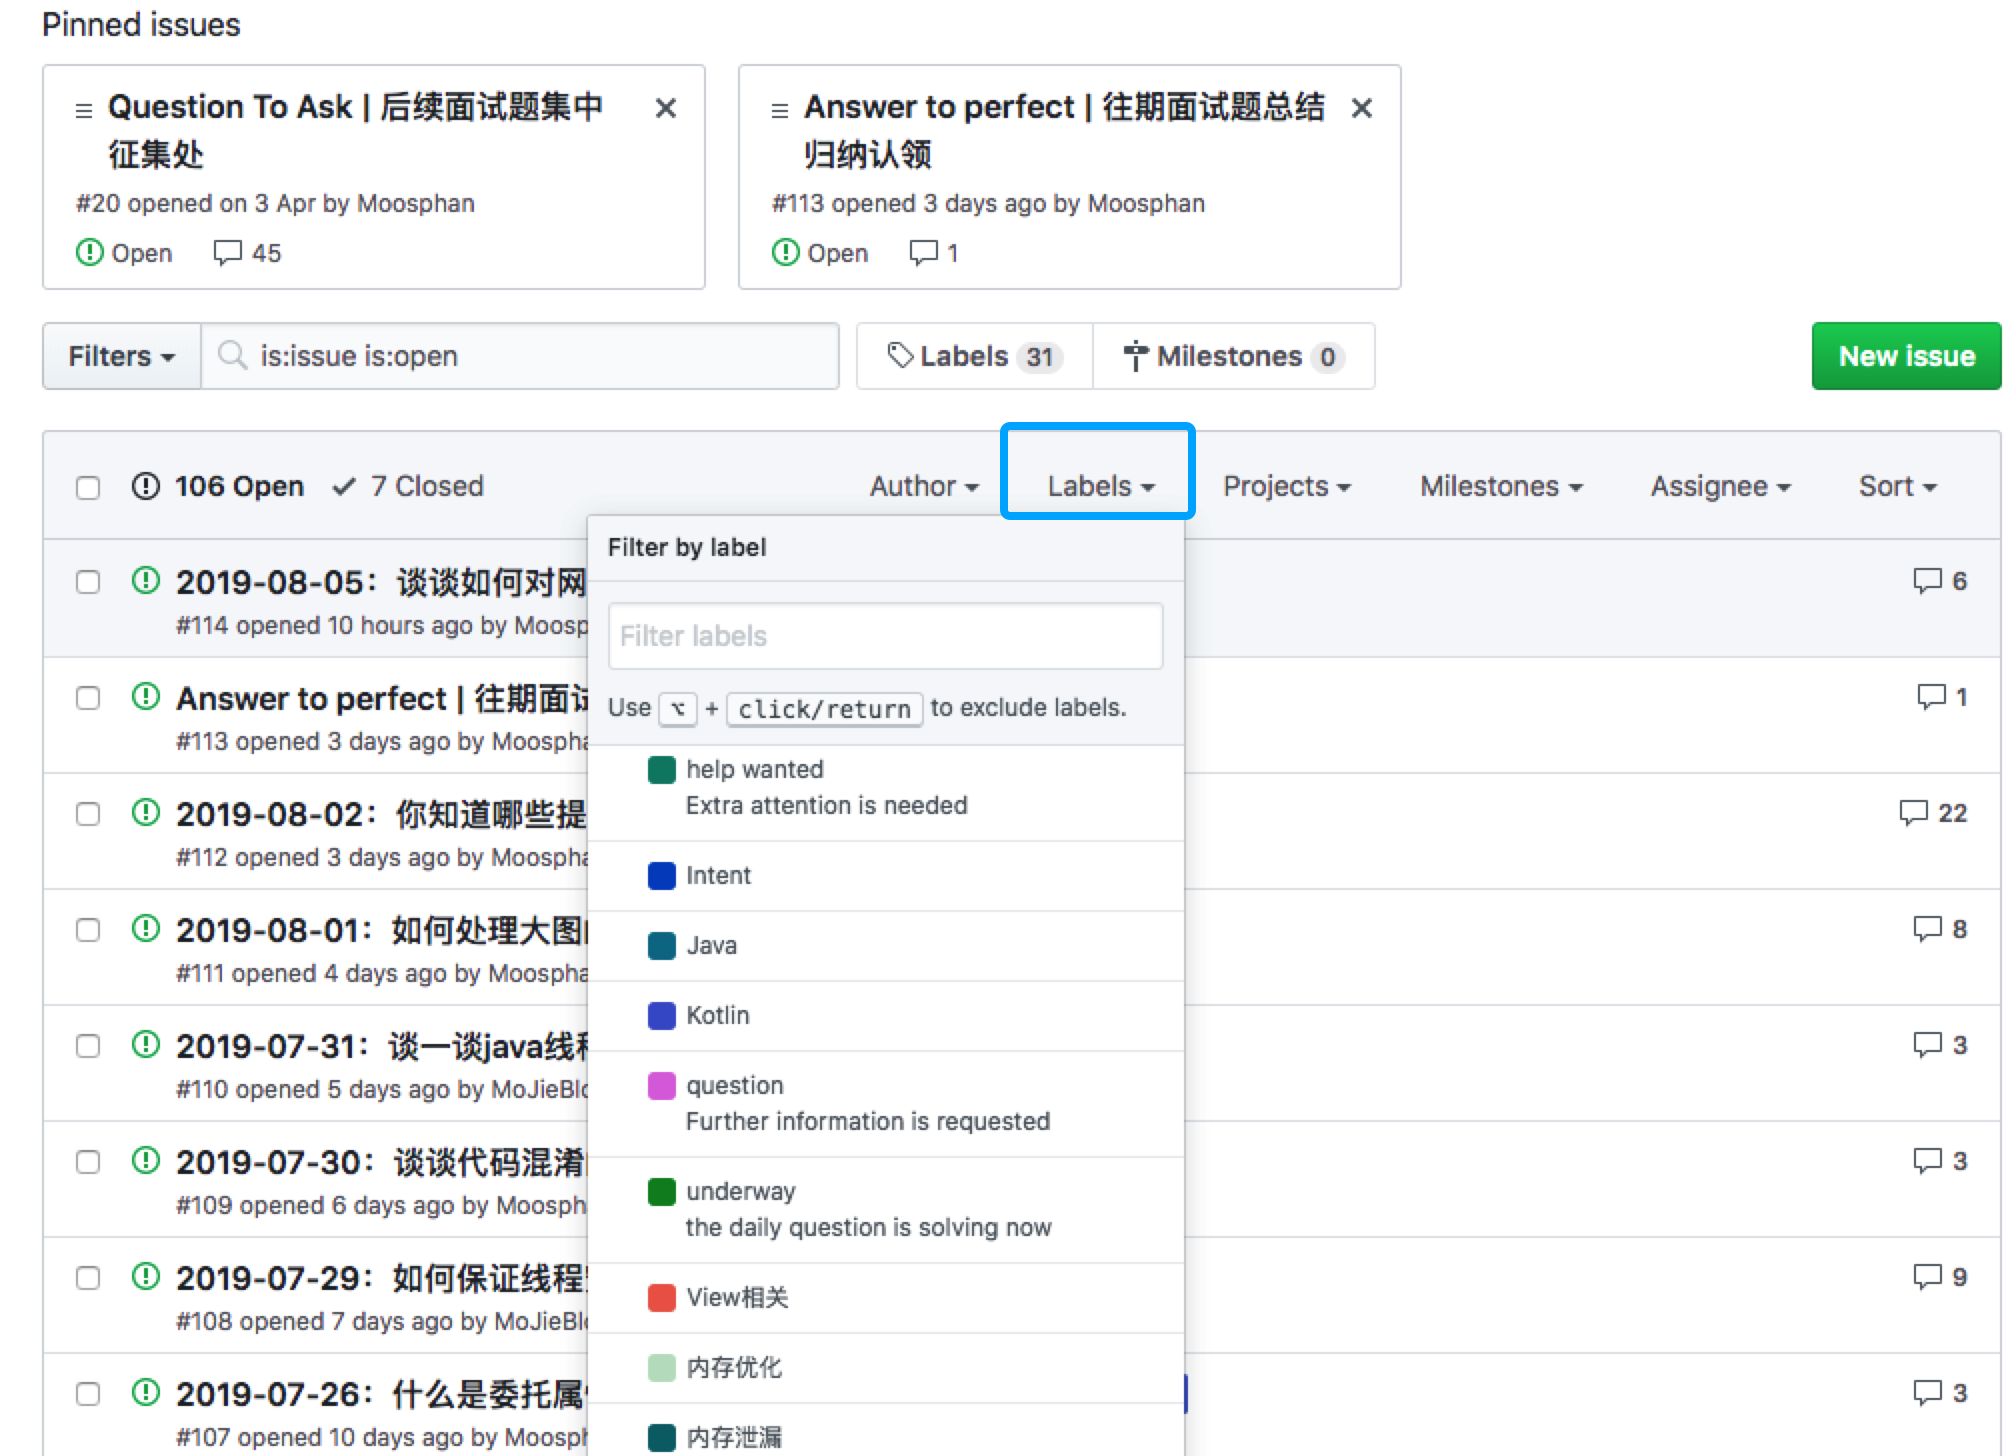 Pinned issues
Question To Ask | 后续面试题集中
征集处
#20 opened on 3 Apr by Moosphan
Open 45
Answer to perfect | 往期面试题总结
归纳认领
#113 opened 3 days ago by Moosphan
Open 1
Filters is:issue is:open Labels 31 Milestones 0 New issue
106 Open 7 Closed Author Labels Projects Milestones Assignee Sort
Filter by label
Filter labels
Use ⌥ + click/return to exclude labels.
help wanted
Extra attention is needed
Intent
Java
Kotlin
question
Further information is requested
underway
the daily question is solving now
View相关
内存优化
内存泄漏
2019-08-05：谈谈如何对网 6
#114 opened 10 hours ago by Moosp
Answer to perfect | 往期面试 1
#113 opened 3 days ago by Moospha
2019-08-02：你知道哪些提 22
#112 opened 3 days ago by Moospha
2019-08-01：如何处理大图 8
#111 opened 4 days ago by Moospha
2019-07-31：谈一谈java线程 3
#110 opened 5 days ago by MoJieBlo
2019-07-30：谈谈代码混淆 3
#109 opened 6 days ago by Moosph
2019-07-29：如何保证线程 9
#108 opened 7 days ago by MoJieBlo
2019-07-26：什么是委托属 3
#107 opened 10 days ago by Moosph